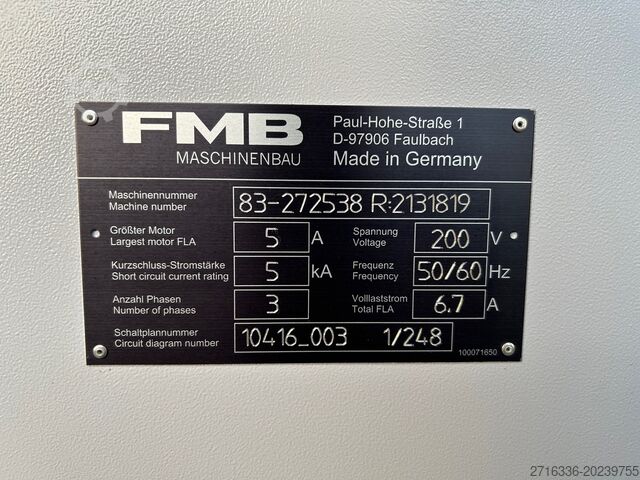 FMB
MASCHINENBAU
Paul-Hohe-Straße 1
D-97906 Faulbach
Made in Germany
Maschinennummer
Machine number
83-272538 R:2131819
Größter Motor
Largest motor FLA
5 A
Spannung
Voltage
200 V
Kurzschluss-Stromstärke
Short circuit current rating
5 kA
Frequenz
Frequency
50/60 Hz
Anzahl Phasen
Number of phases
3
Volllaststrom
Total FLA
6.7 A
Schaltplannummer
Circuit diagram number
10416_003 1/248
100071650
2716336-20239755